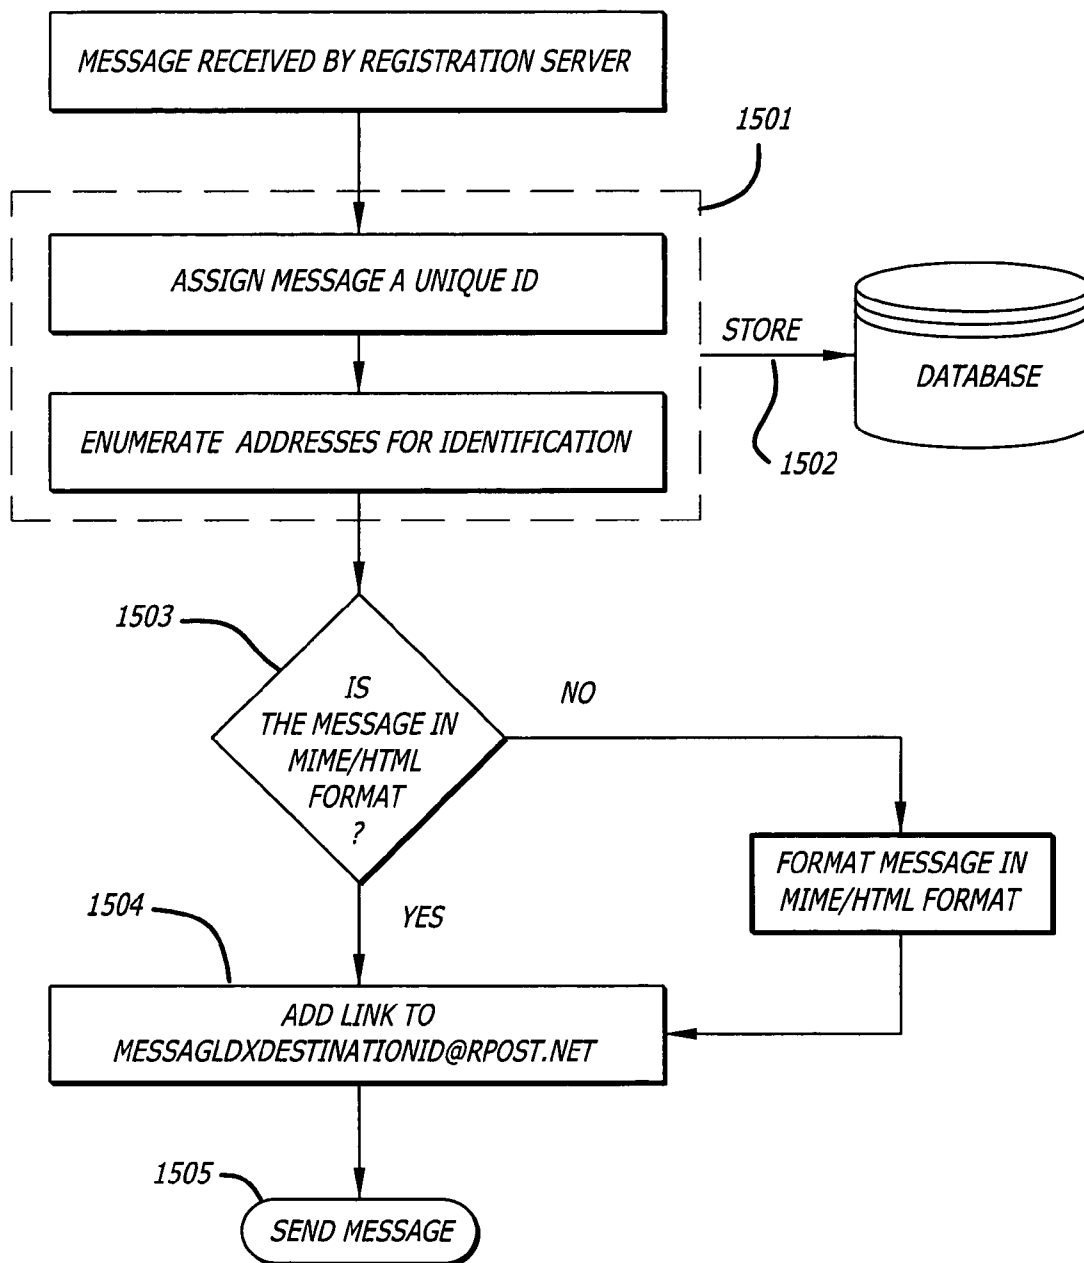 MESSAGE RECEIVED BY REGISTRATION SERVER
1501
ASSIGN MESSAGE A UNIQUE ID
STORE
DATABASE
ENUMERATE ADDRESSES FOR IDENTIFICATION
1502
1503
IS
THE MESSAGE IN
MIME/HTML
FORMAT
?
NO
FORMAT MESSAGE IN
MIME/HTML FORMAT
1504
YES
ADD LINK TO
MESSAGLDXDESTINATIONID@RPOST.NET
1505
SEND MESSAGE